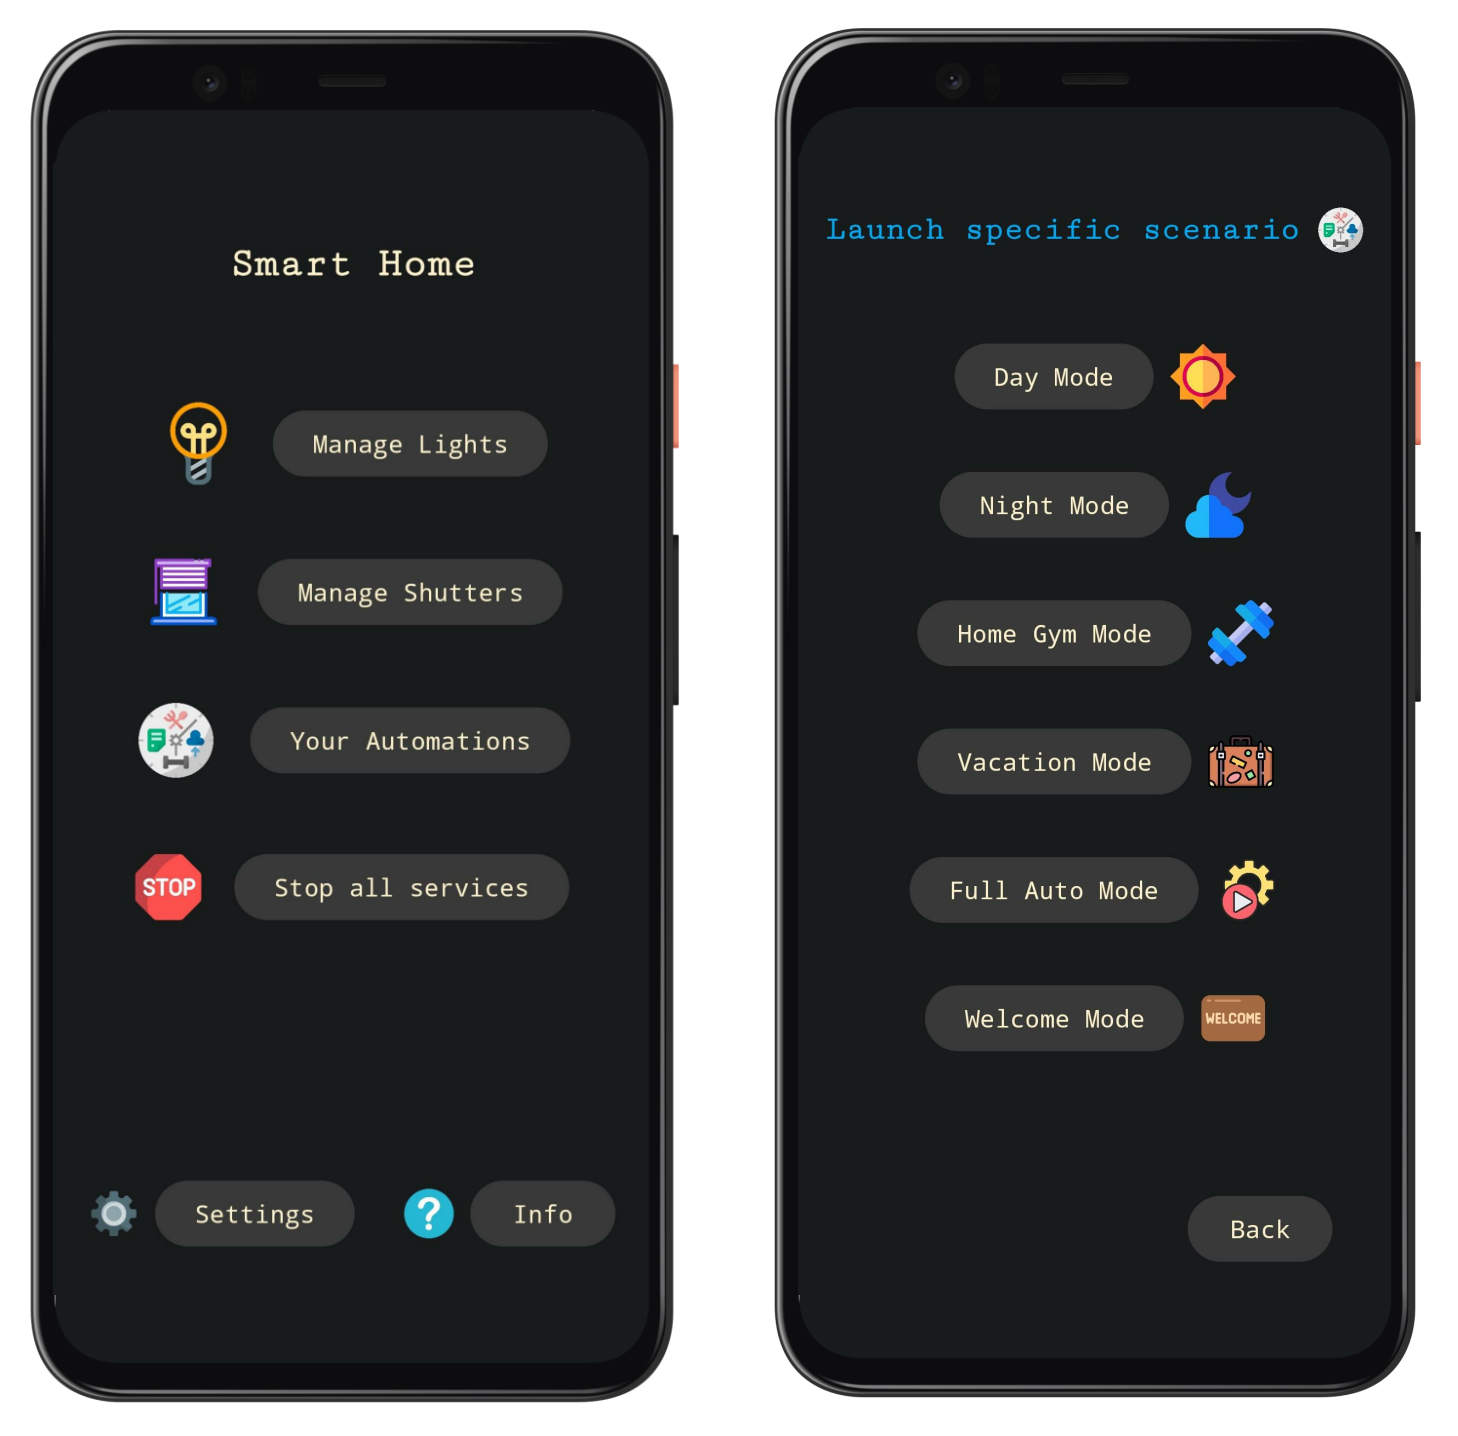 Smart Home
Manage Lights
Manage Shutters
Your Automations
STOP
Stop all services
Settings
?
Info
Launch specific scenario
Day Mode
Night Mode
Home Gym Mode
Vacation Mode
Full Auto Mode
Welcome Mode
WELCOME
Back